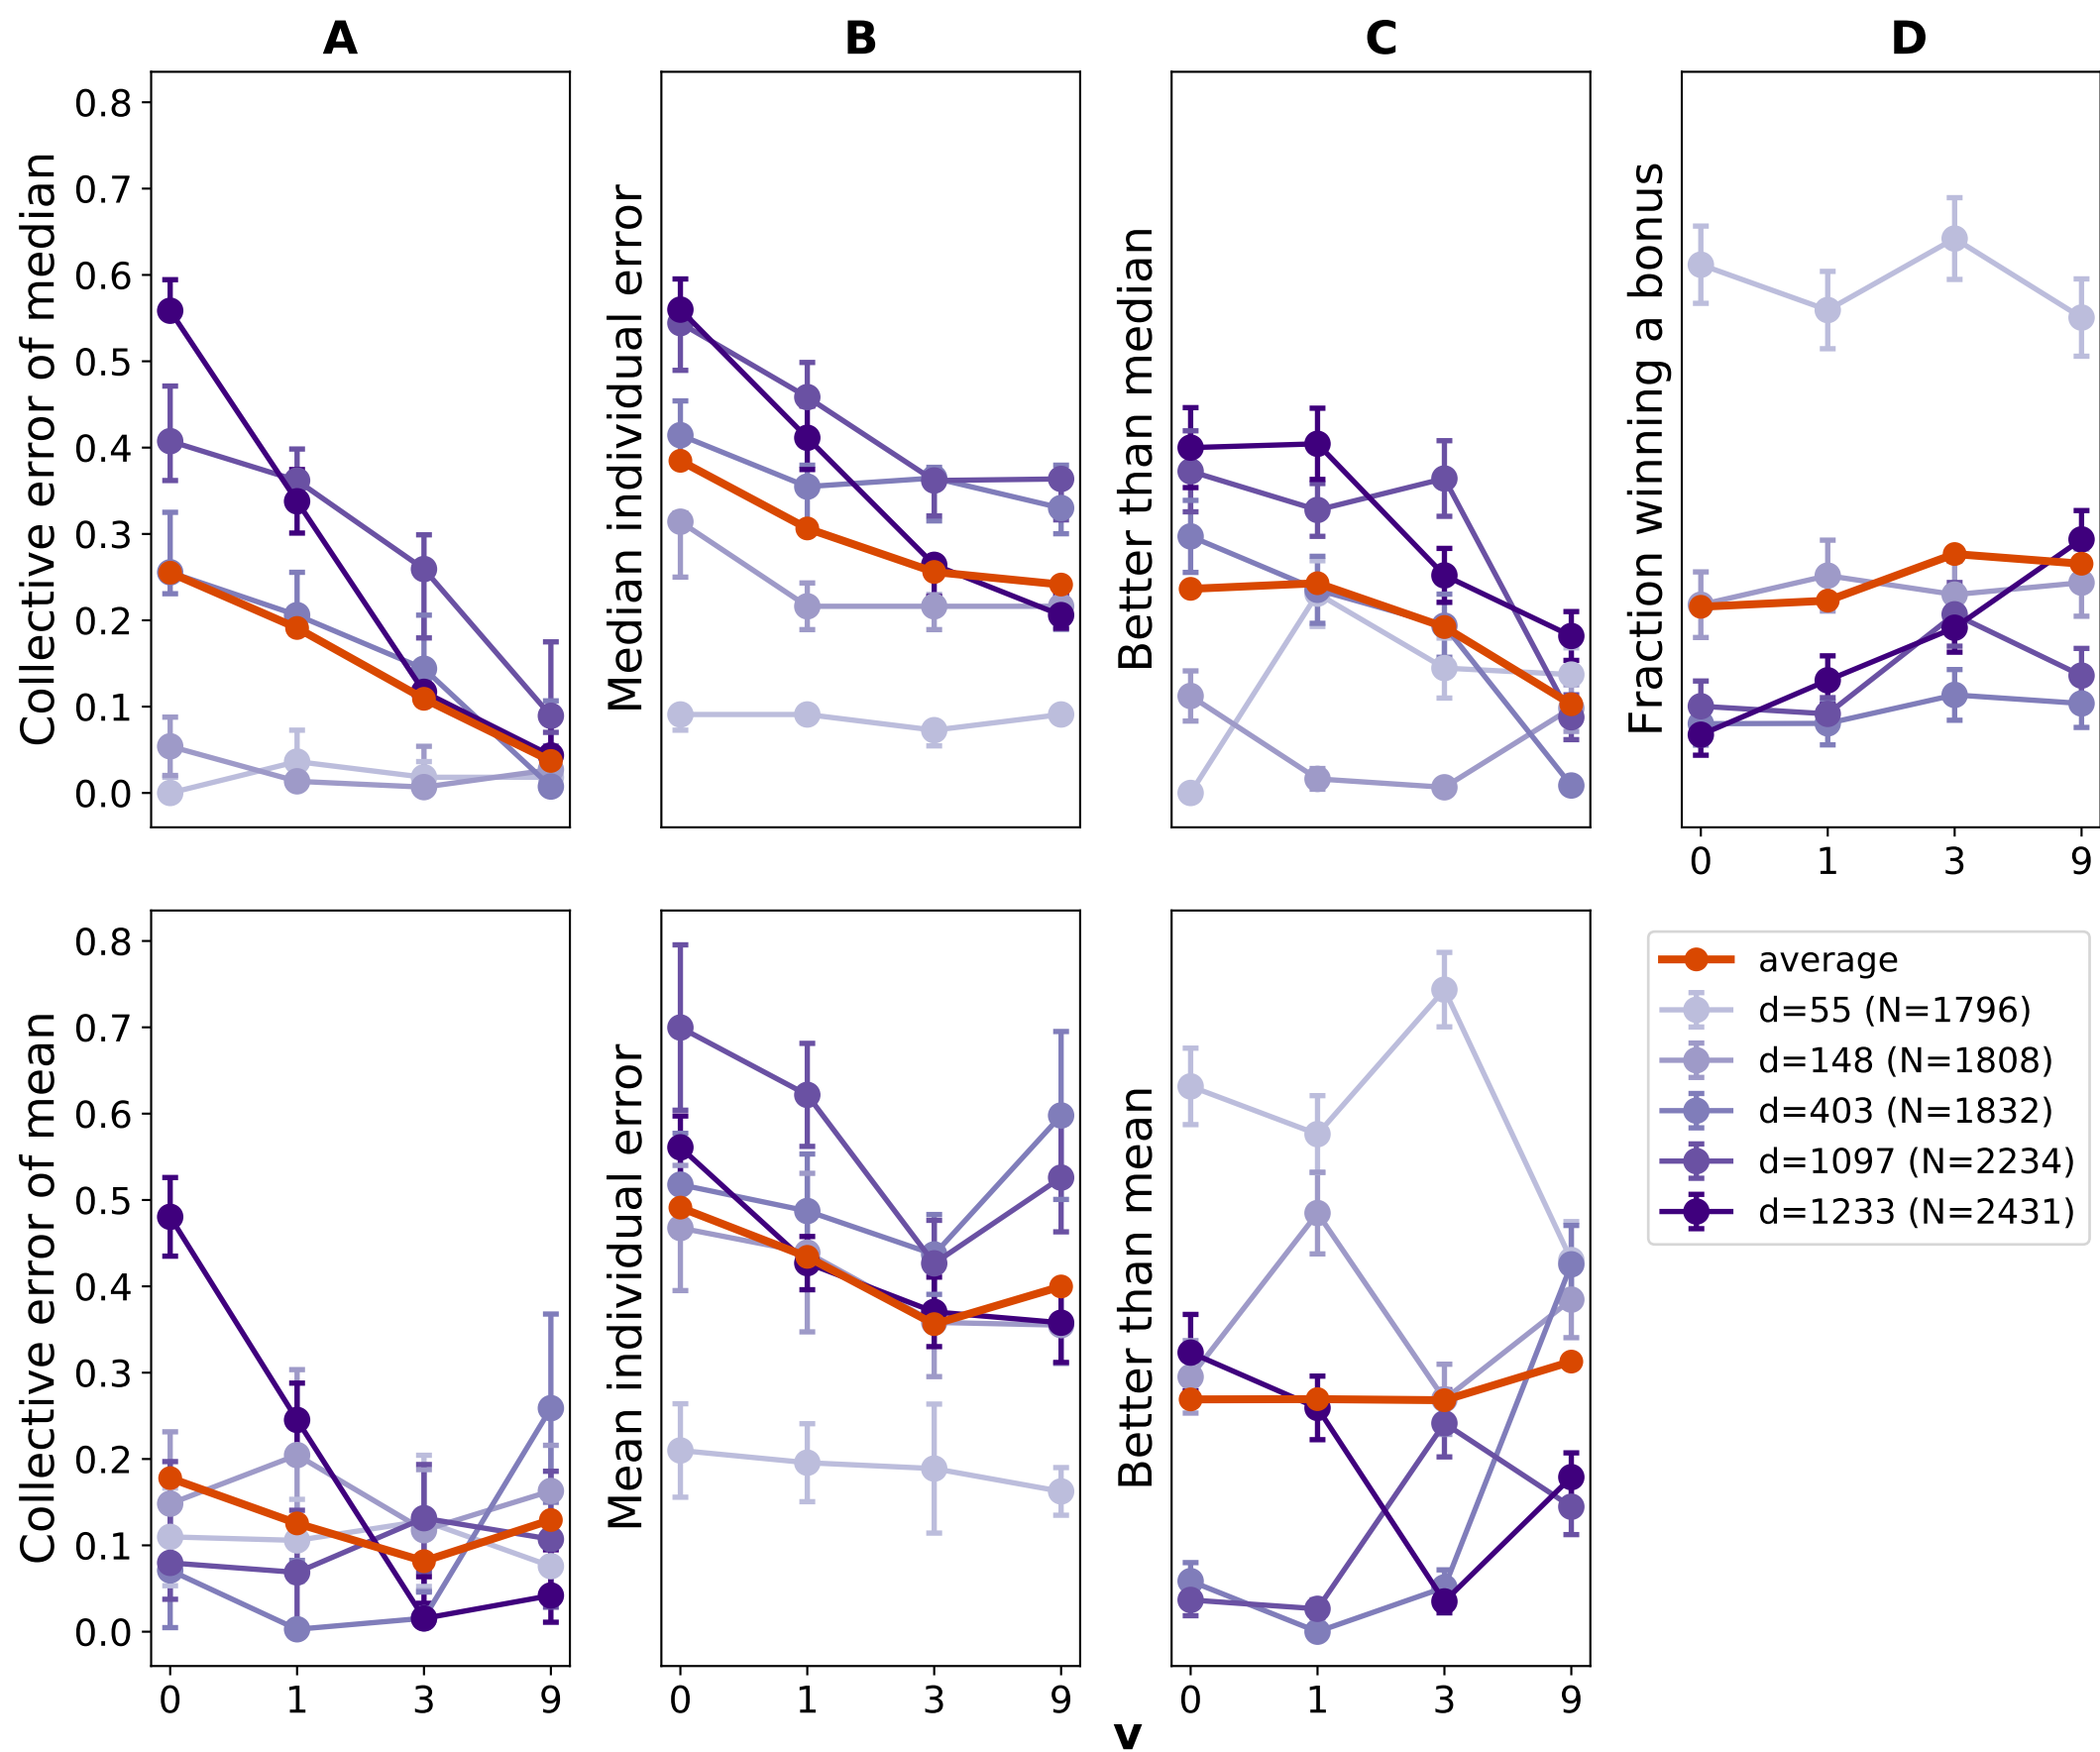 A B C D
Collective error of median
0.8
0.7
0.6
0.5
0.4
0.3
0.2
0.1
0.0
Median individual error
Better than median
Fraction winning a bonus
0 1 3 9
Collective error of mean
0.8
0.7
0.6
0.5
0.4
0.3
0.2
0.1
0.0
0 1 3 9
Mean individual error
0 1 3 9
Better than mean
0 1 3 9
average
d=55 (N=1796)
d=148 (N=1808)
d=403 (N=1832)
d=1097 (N=2234)
d=1233 (N=2431)
v